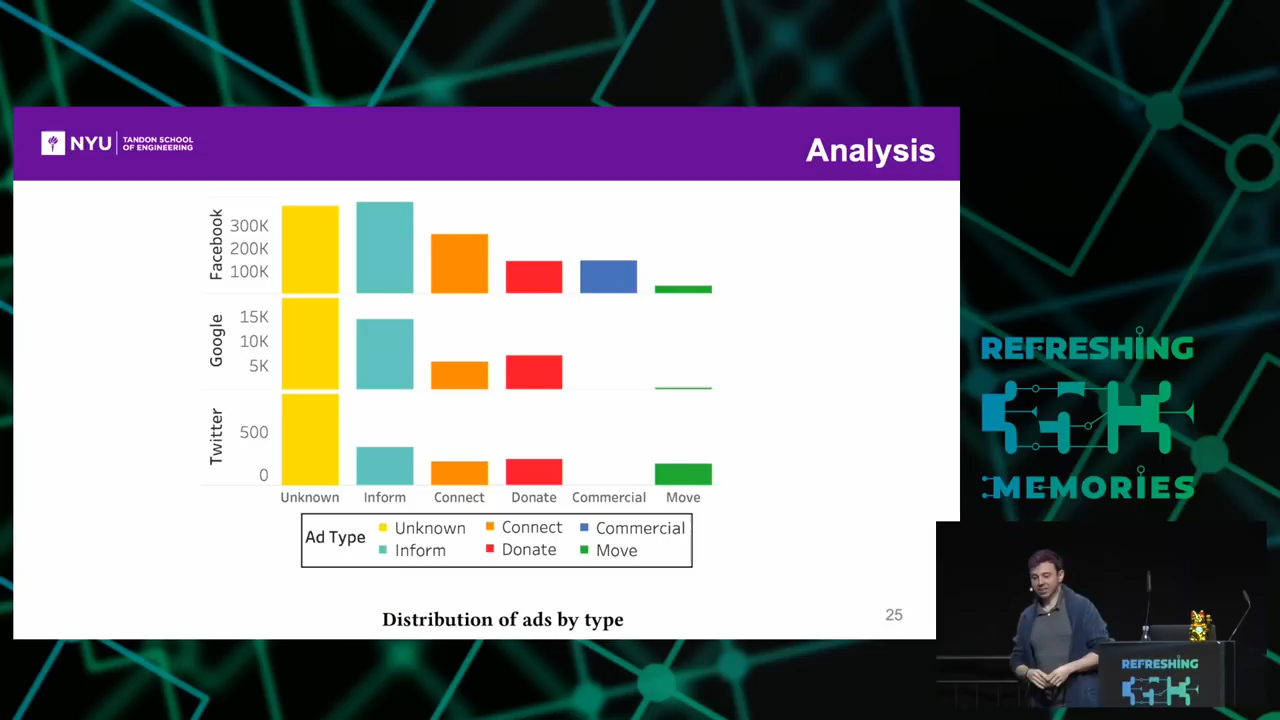 NYU TANDON SCHOOL
OF ENGINEERING
Analysis
Facebook
300K
200K
100K
Google
15K
10K
5K
Twitter
500
0
Unknown Inform Connect Donate Commercial Move
Ad Type
Unknown Connect Commercial
Inform Donate Move
Distribution of ads by type
25
REFRESHING
MEMORIES
REFRESHING